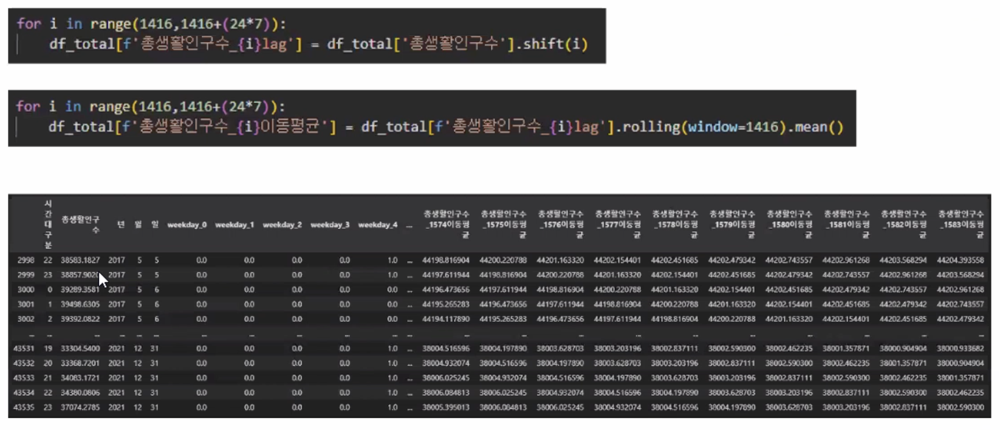 for i in range(1416,1416+(24*7)):
df_total[f'총생활인구수_{i}lag'] = df_total['총생활인구수'].shift(i)
for i in range(1416,1416+(24*7)):
df_total[f'총생활인구수_{i}이동평균'] = df_total[f'총생활인구수_{i}lag'].rolling(window=1416).mean()
시간대구분 총생활인구수 년 월 일 weekday_0 weekday_1 weekday_2 weekday_3 weekday_4 ... 총생활인구수_1574이동평균 총생활인구수_1575이동평균 총생활인구수_1576이동평균 총생활인구수_1577이동평균 총생활인구수_1578이동평균 총생활인구수_1579이동평균 총생활인구수_1580이동평균 총생활인구수_1581이동평균 총생활인구수_1582이동평균 총생활인구수_1583이동평균
2998 22 38583.1827 2017 5 5 0.0 0.0 0.0 0.0 1.0 ... 44198.816904 44200.220788 44201.163320 44202.154401 44202.451685 44202.479342 44202.743557 44202.961268 44203.568294 44204.393558
2999 23 38857.9020 2017 5 5 0.0 0.0 0.0 0.0 1.0 ... 44197.611944 44198.816904 44200.220788 44201.163320 44202.154401 44202.451685 44202.479342 44202.743557 44202.961268 44203.568294
3000 0 39289.3581 2017 5 6 0.0 0.0 0.0 0.0 0.0 ... 44196.473656 44197.611944 44198.816904 44200.220788 44201.163320 44202.154401 44202.451685 44202.479342 44202.743557 44202.961268
3001 1 39498.6305 2017 5 6 0.0 0.0 0.0 0.0 0.0 ... 44195.265283 44196.473656 44197.611944 44198.816904 44200.220788 44201.163320 44202.154401 44202.451685 44202.479342 44202.743557
3002 2 39392.0822 2017 5 6 0.0 0.0 0.0 0.0 0.0 ... 44194.117890 44195.265283 44196.473656 44197.611944 44198.816904 44200.220788 44201.163320 44202.154401 44202.451685 44202.479342
... ... ... ... ... ... ... ... ... ... ... ... ... ... ... ... ... ... ... ... ... ...
43531 19 33304.5400 2021 12 31 0.0 0.0 0.0 0.0 1.0 ... 38004.516596 38004.197890 38003.628703 38003.203196 38002.837111 38002.590300 38002.462235 38001.357871 38000.904904 38000.933682
43532 20 33368.7201 2021 12 31 0.0 0.0 0.0 0.0 1.0 ... 38004.932074 38004.516596 38004.197890 38003.628703 38003.203196 38002.837111 38002.590300 38002.462235 38001.357871 38000.904904
43533 21 34083.1721 2021 12 31 0.0 0.0 0.0 0.0 1.0 ... 38006.025245 38004.932074 38004.516596 38004.197890 38003.628703 38003.203196 38002.837111 38002.590300 38002.462235 38001.357871
43534 22 34380.0806 2021 12 31 0.0 0.0 0.0 0.0 1.0 ... 38006.084813 38006.025245 38004.932074 38004.516596 38004.197890 38003.628703 38003.203196 38002.837111 38002.590300 38002.462235
43535 23 37074.2785 2021 12 31 0.0 0.0 0.0 0.0 1.0 ... 38005.395013 38006.084813 38006.025245 38004.932074 38004.516596 38004.197890 38003.628703 38003.203196 38002.837111 38002.590300